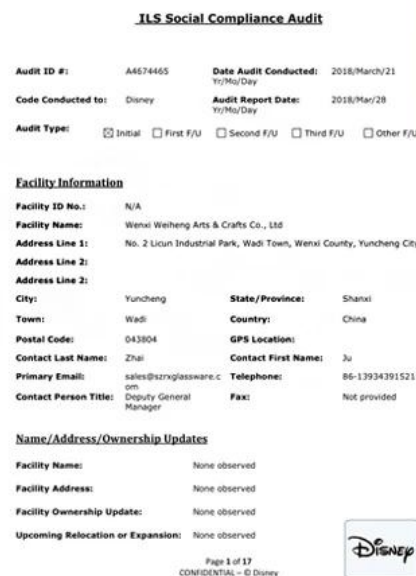 ILS Social Compliance Audit
Audit ID #: A4674465 Date Audit Conducted: 2018/March/21
Yr/Mo/Day
Code Conducted to: Disney Audit Report Date: 2018/Mar/28
Yr/Mo/Day
Audit Type: ☒ Initial ☐ First F/U ☐ Second F/U ☐ Third F/U ☐ Other F/U
Facility Information
Facility ID No.: N/A
Facility Name: Wenxi Weiheng Arts & Crafts Co., Ltd
Address Line 1: No. 2 Licun Industrial Park, Wadi Town, Wenxi County, Yuncheng City
Address Line 2:
Address Line 2:
City: Yuncheng State/Province: Shanxi
Town: Wadi Country: China
Postal Code: 043804 GPS Location:
Contact Last Name: Zhai Contact First Name: Ju
Primary Email: sales@szrxglassware.c Telephone: 86-13934391521
om
Contact Person Title: Deputy General Fax: Not provided
Manager
Name/Address/Ownership Updates
Facility Name: None observed
Facility Address: None observed
Facility Ownership Update: None observed
Upcoming Relocation or Expansion: None observed
Page 1 of 17
CONFIDENTIAL – © Disney
Disney